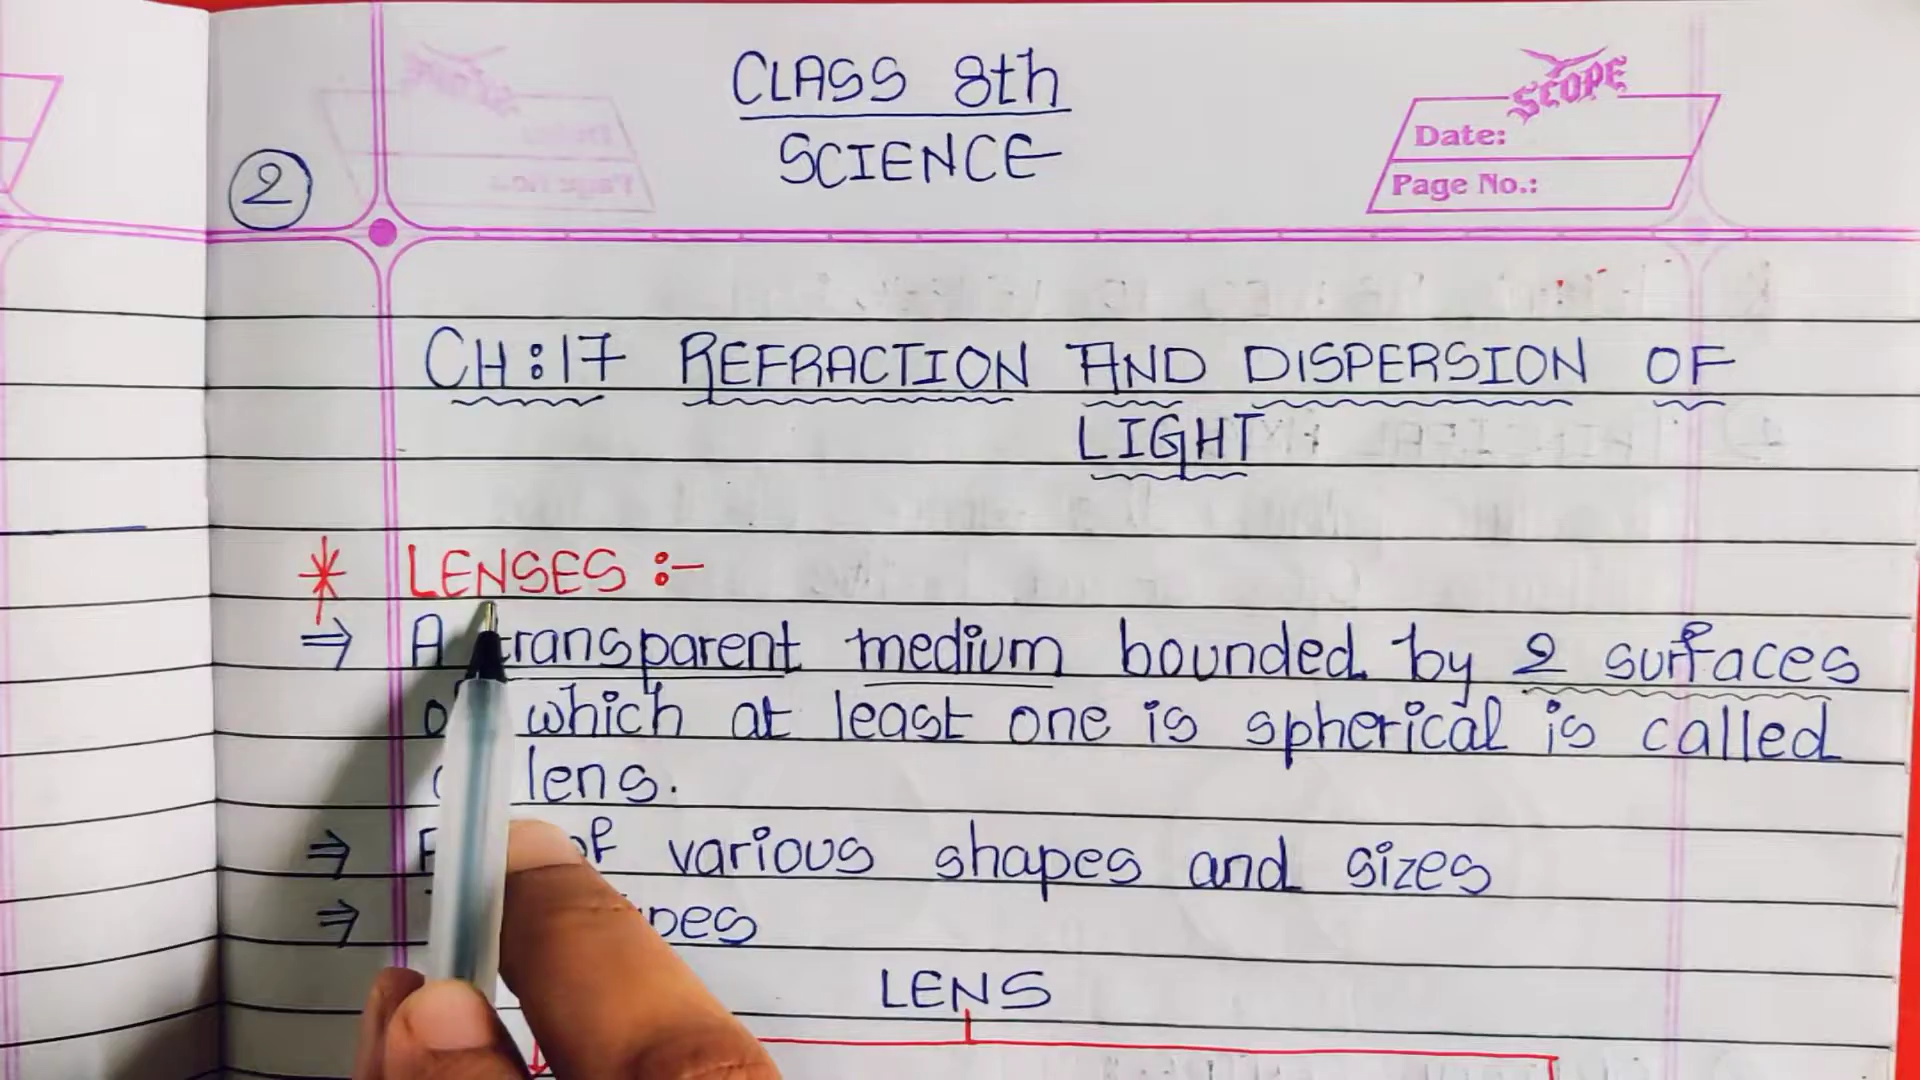 CLASS 8th
SCOPE
Date:
SCIENCE
Page No.:
2
CH:17 REFRACTION AND DISPERSION OF
LIGHT
* LENSES :-
⇒ A transparent medium bounded by 2 surfaces
which at least one is spherical is called
lens.
⇒ of various shapes and sizes
⇒
LENS